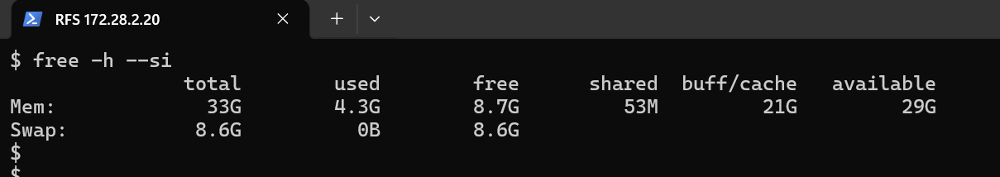 RFS 172.28.2.20
$ free -h --si
total used free shared buff/cache available
Mem: 33G 4.3G 8.7G 53M 21G 29G
Swap: 8.6G 0B 8.6G
$
$